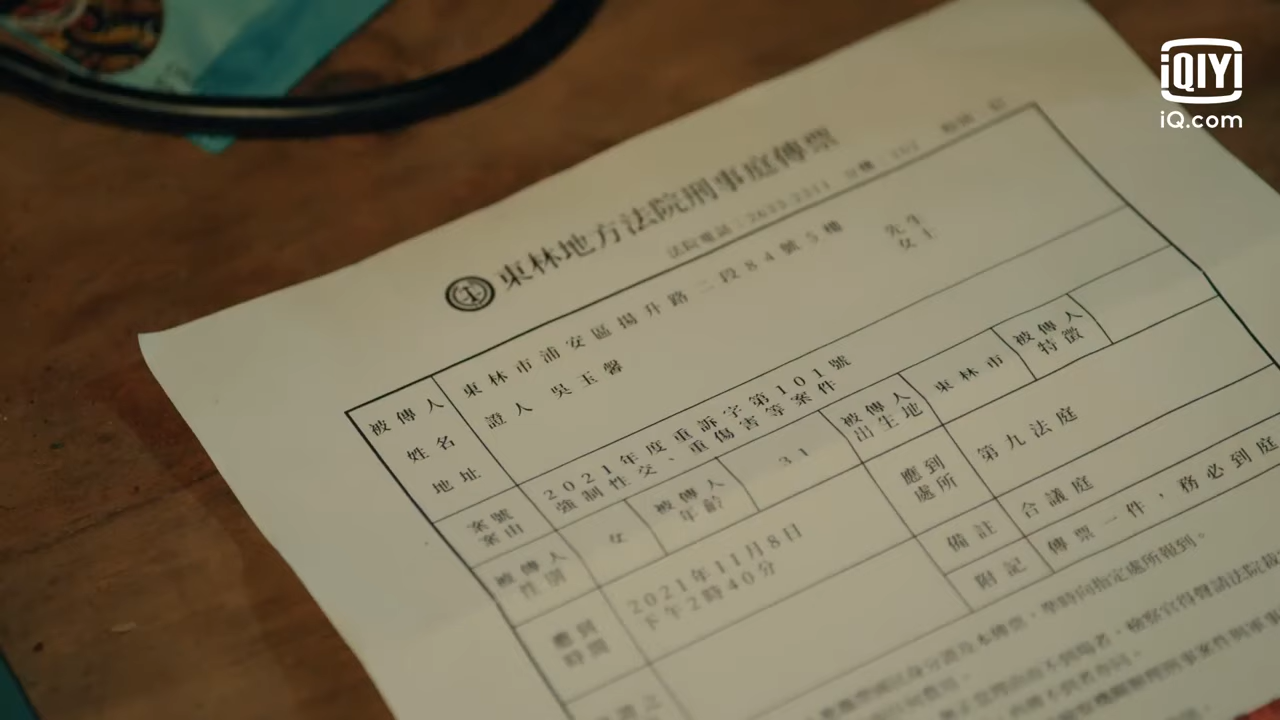 iQIYI
iQ.com
東林地方法院刑事庭傳票
法院電話：2623-2311
東林市浦安區揚升路二段84號5樓
先生
女士
被傳人
姓名
地址
證人 吳玉馨
案號
案由
2021年度重訴字第101號
強制性交、重傷害等案件
被傳人
性別
女
被傳人
年齡
31
被傳人
出生地
東林市
被傳人
特徵
應到
時間
2021年11月8日
下午2時40分
應到
處所
第九法庭
備註
合議庭
附記
傳票一件，務必到庭